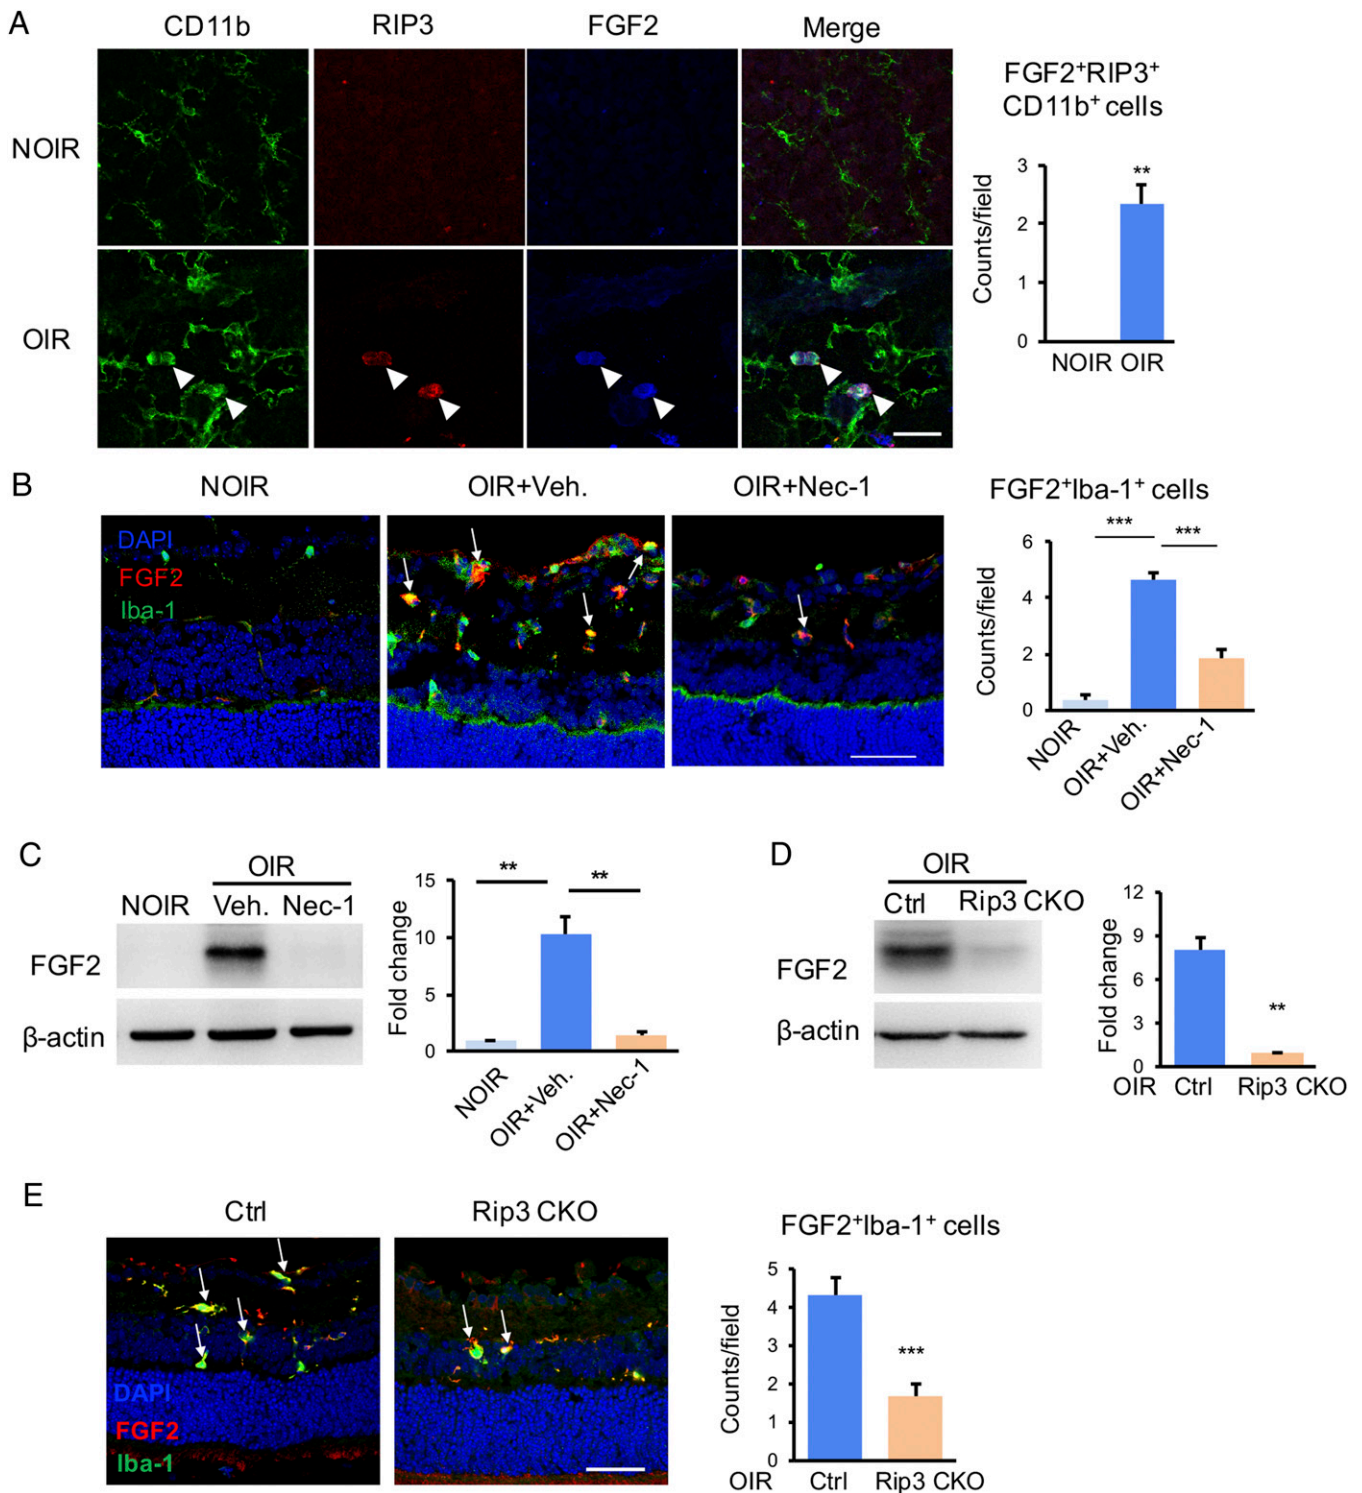 A
CD11b RIP3 FGF2 Merge
NOIR
OIR
FGF2⁺RIP3⁺
CD11b⁺ cells
Counts/field
3
2
1
0
**
NOIR OIR
B
NOIR OIR+Veh. OIR+Nec-1
DAPI
FGF2
Iba-1
FGF2⁺Iba-1⁺ cells
Counts/field
6
4
2
0
*** ***
NOIR
OIR+Veh.
OIR+Nec-1
C
OIR
NOIR Veh. Nec-1
FGF2
β-actin
Fold change
15
10
5
0
** **
NOIR
OIR+Veh.
OIR+Nec-1
D
OIR
Ctrl Rip3 CKO
FGF2
β-actin
Fold change
12
9
6
3
0
**
OIR Ctrl Rip3 CKO
E
Ctrl Rip3 CKO
DAPI
FGF2
Iba-1
FGF2⁺Iba-1⁺ cells
Counts/field
5
4
3
2
1
0
***
OIR Ctrl Rip3 CKO